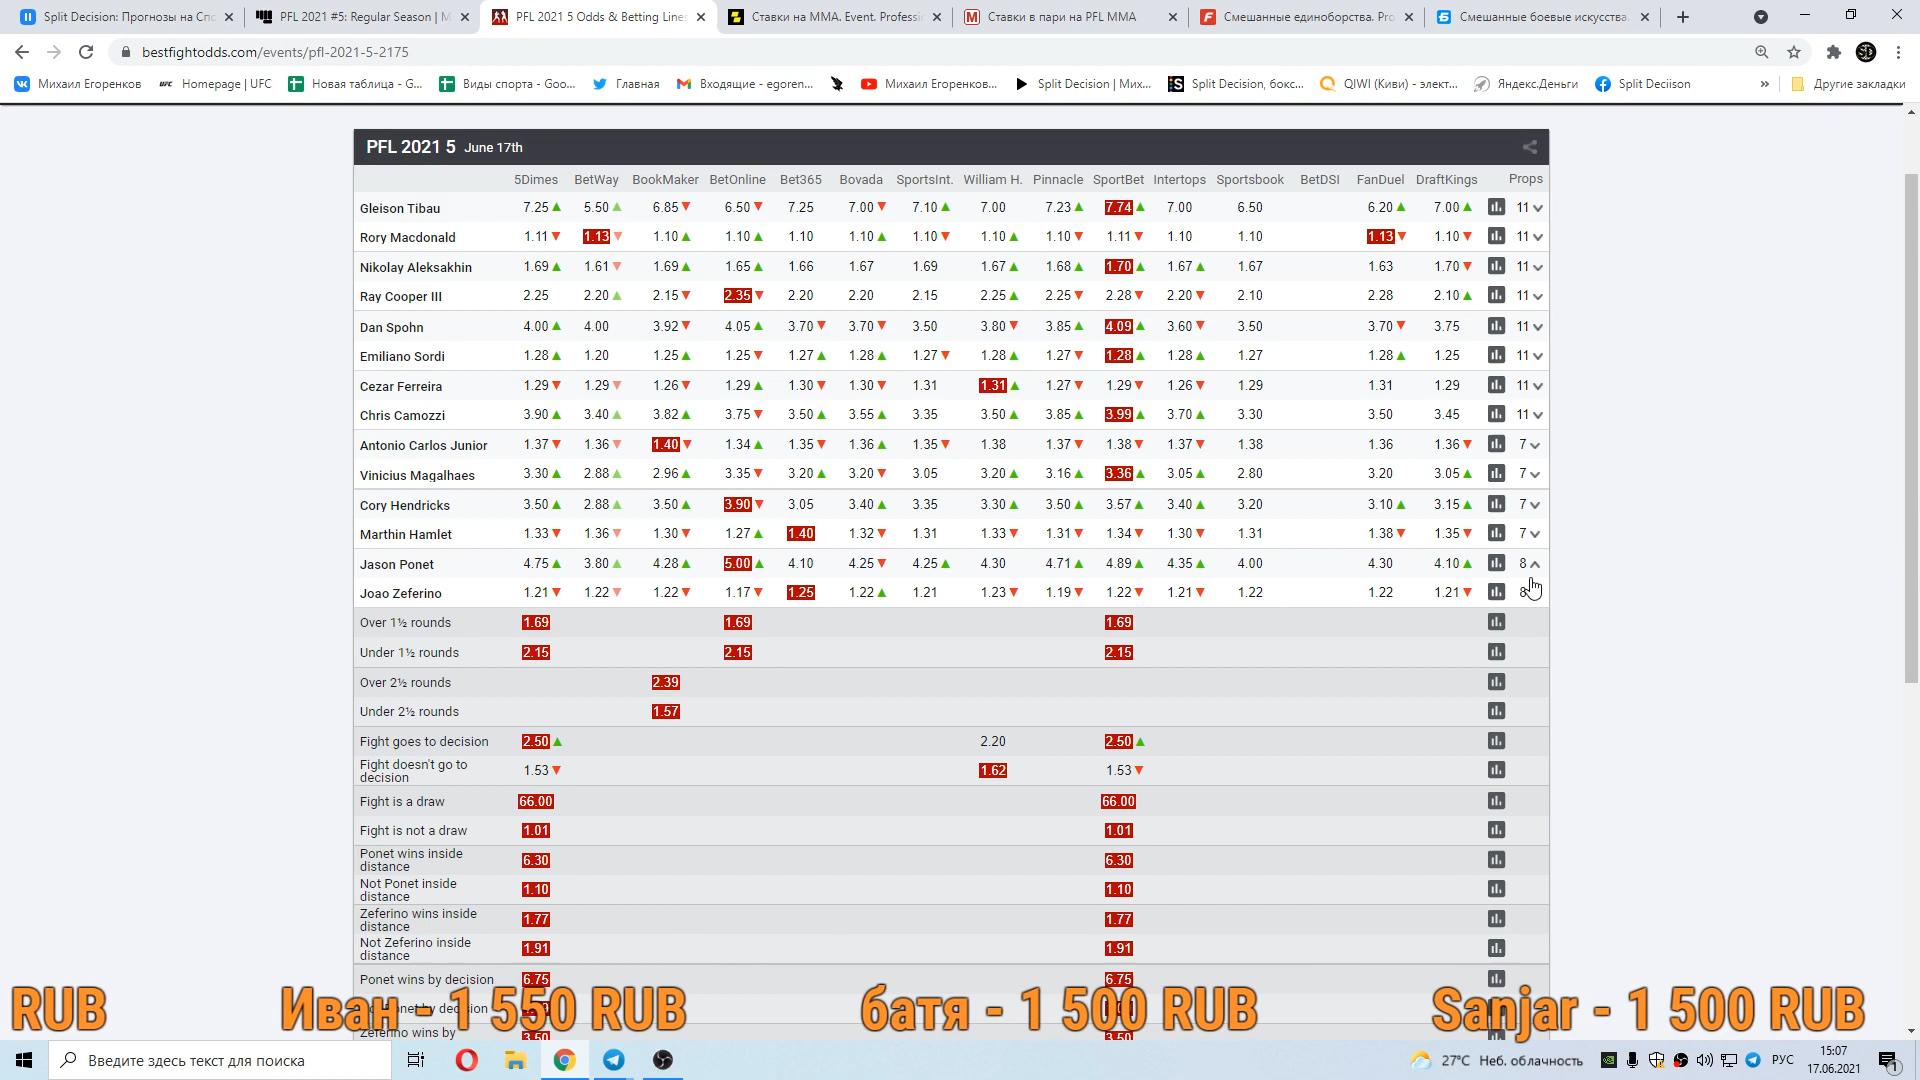 Split Decision: Прогнозы на Спо
PFL 2021 #5: Regular Season | M
PFL 2021 5 Odds & Betting Lines
Ставки на ММА. Event. Professi
Ставки в пари на PFL MMA
Смешанные единоборства. Pro
Смешанные боевые искусства.
bestfightodds.com/events/pfl-2021-5-2175
Михаил Егоренков
Homepage | UFC
Новая таблица - G...
Виды спорта - Goo...
Главная
Входящие - egoren...
Михаил Егоренков...
Split Decision | Мих...
Split Decision, бокс...
QIWI (Киви) - элект...
Яндекс.Деньги
Split Deciison
»
Другие закладки
PFL 2021 5 June 17th
5Dimes BetWay BookMaker BetOnline Bet365 Bovada SportsInt. William H. Pinnacle SportBet Intertops Sportsbook BetDSI FanDuel DraftKings Props
Gleison Tibau 7.25▲ 5.50▲ 6.85▼ 6.50▼ 7.25 7.00▼ 7.10▲ 7.00 7.23▲ 7.74▲ 7.00 6.50 6.20▲ 7.00▲ 11
Rory Macdonald 1.11▼ 1.13▼ 1.10▲ 1.10▲ 1.10 1.10▲ 1.10▼ 1.10▲ 1.10▼ 1.11▼ 1.10 1.10 1.13▼ 1.10▼ 11
Nikolay Aleksakhin 1.69▲ 1.61▼ 1.69▲ 1.65▲ 1.66 1.67 1.69 1.67▲ 1.68▲ 1.70▲ 1.67▲ 1.67 1.63 1.70▼ 11
Ray Cooper III 2.25 2.20▲ 2.15▼ 2.35▼ 2.20 2.20 2.15 2.25▲ 2.25▼ 2.28▼ 2.20▼ 2.10 2.28 2.10▲ 11
Dan Spohn 4.00▲ 4.00 3.92▼ 4.05▲ 3.70▼ 3.70▼ 3.50 3.80▼ 3.85▲ 4.09▲ 3.60▼ 3.50 3.70▼ 3.75 11
Emiliano Sordi 1.28▲ 1.20 1.25▲ 1.25▼ 1.27▲ 1.28▲ 1.27▼ 1.28▲ 1.27▼ 1.28▲ 1.28▲ 1.27 1.28▲ 1.25 11
Cezar Ferreira 1.29▼ 1.29▼ 1.26▼ 1.29▲ 1.30▼ 1.30▼ 1.31 1.31▲ 1.27▼ 1.29▼ 1.26▼ 1.29 1.31 1.29 11
Chris Camozzi 3.90▲ 3.40▲ 3.82▲ 3.75▼ 3.50▲ 3.55▲ 3.35 3.50▲ 3.85▲ 3.99▲ 3.70▲ 3.30 3.50 3.45 11
Antonio Carlos Junior 1.37▼ 1.36▼ 1.40▼ 1.34▲ 1.35▼ 1.36▲ 1.35▼ 1.38 1.37▼ 1.38▼ 1.37▼ 1.38 1.36 1.36▼ 7
Vinicius Magalhaes 3.30▲ 2.88▲ 2.96▲ 3.35▼ 3.20▲ 3.20▼ 3.05 3.20▲ 3.16▲ 3.36▲ 3.05▲ 2.80 3.20 3.05▲ 7
Cory Hendricks 3.50▲ 2.88▲ 3.50▲ 3.90▼ 3.05 3.40▲ 3.35 3.30▲ 3.50▲ 3.57▲ 3.40▲ 3.20 3.10▲ 3.15▲ 7
Marthin Hamlet 1.33▼ 1.36▼ 1.30▼ 1.27▲ 1.40 1.32▼ 1.31 1.33▼ 1.31▼ 1.34▼ 1.30▼ 1.31 1.38▼ 1.35▼ 7
Jason Ponet 4.75▲ 3.80▲ 4.28▲ 5.00▲ 4.10 4.25▼ 4.25▲ 4.30 4.71▲ 4.89▲ 4.35▲ 4.00 4.30 4.10▲ 8
Joao Zeferino 1.21▼ 1.22▼ 1.22▼ 1.17▼ 1.25 1.22▲ 1.21 1.23▼ 1.19▼ 1.22▼ 1.21▼ 1.22 1.22 1.21▼ 8
Over 1½ rounds 1.69 1.69 1.69
Under 1½ rounds 2.15 2.15 2.15
Over 2½ rounds 2.39
Under 2½ rounds 1.57
Fight goes to decision 2.50▲ 2.20 2.50▲
Fight doesn't go to
decision 1.53▼ 1.62 1.53▼
Fight is a draw 66.00 66.00
Fight is not a draw 1.01 1.01
Ponet wins inside
distance 6.30 6.30
Not Ponet inside
distance 1.10 1.10
Zeferino wins inside
distance 1.77 1.77
Not Zeferino inside
distance 1.91 1.91
Ponet wins by decision 6.75 6.75
RUB Иван - 1 550 RUB батя - 1 500 RUB Sanjar - 1 500 RUB
Zeferino wins by 3.50 3.50
Введите здесь текст для поиска
27°C Неб. облачность
РУС
15:07
17.06.2021
1